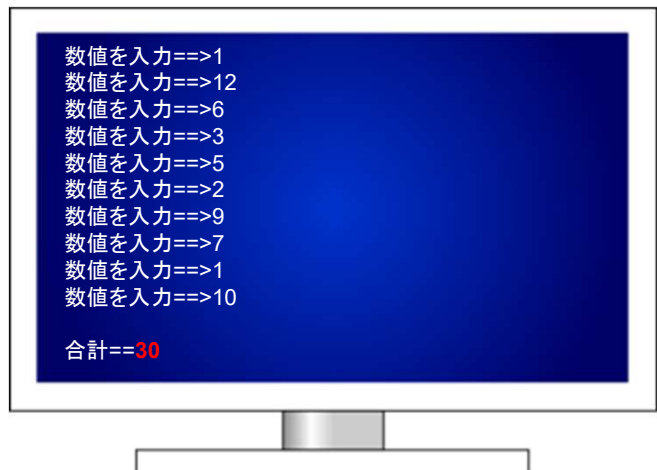 数値を入力==>1
数値を入力==>12
数値を入力==>6
数値を入力==>3
数値を入力==>5
数値を入力==>2
数値を入力==>9
数値を入力==>7
数値を入力==>1
数値を入力==>10
合計==30